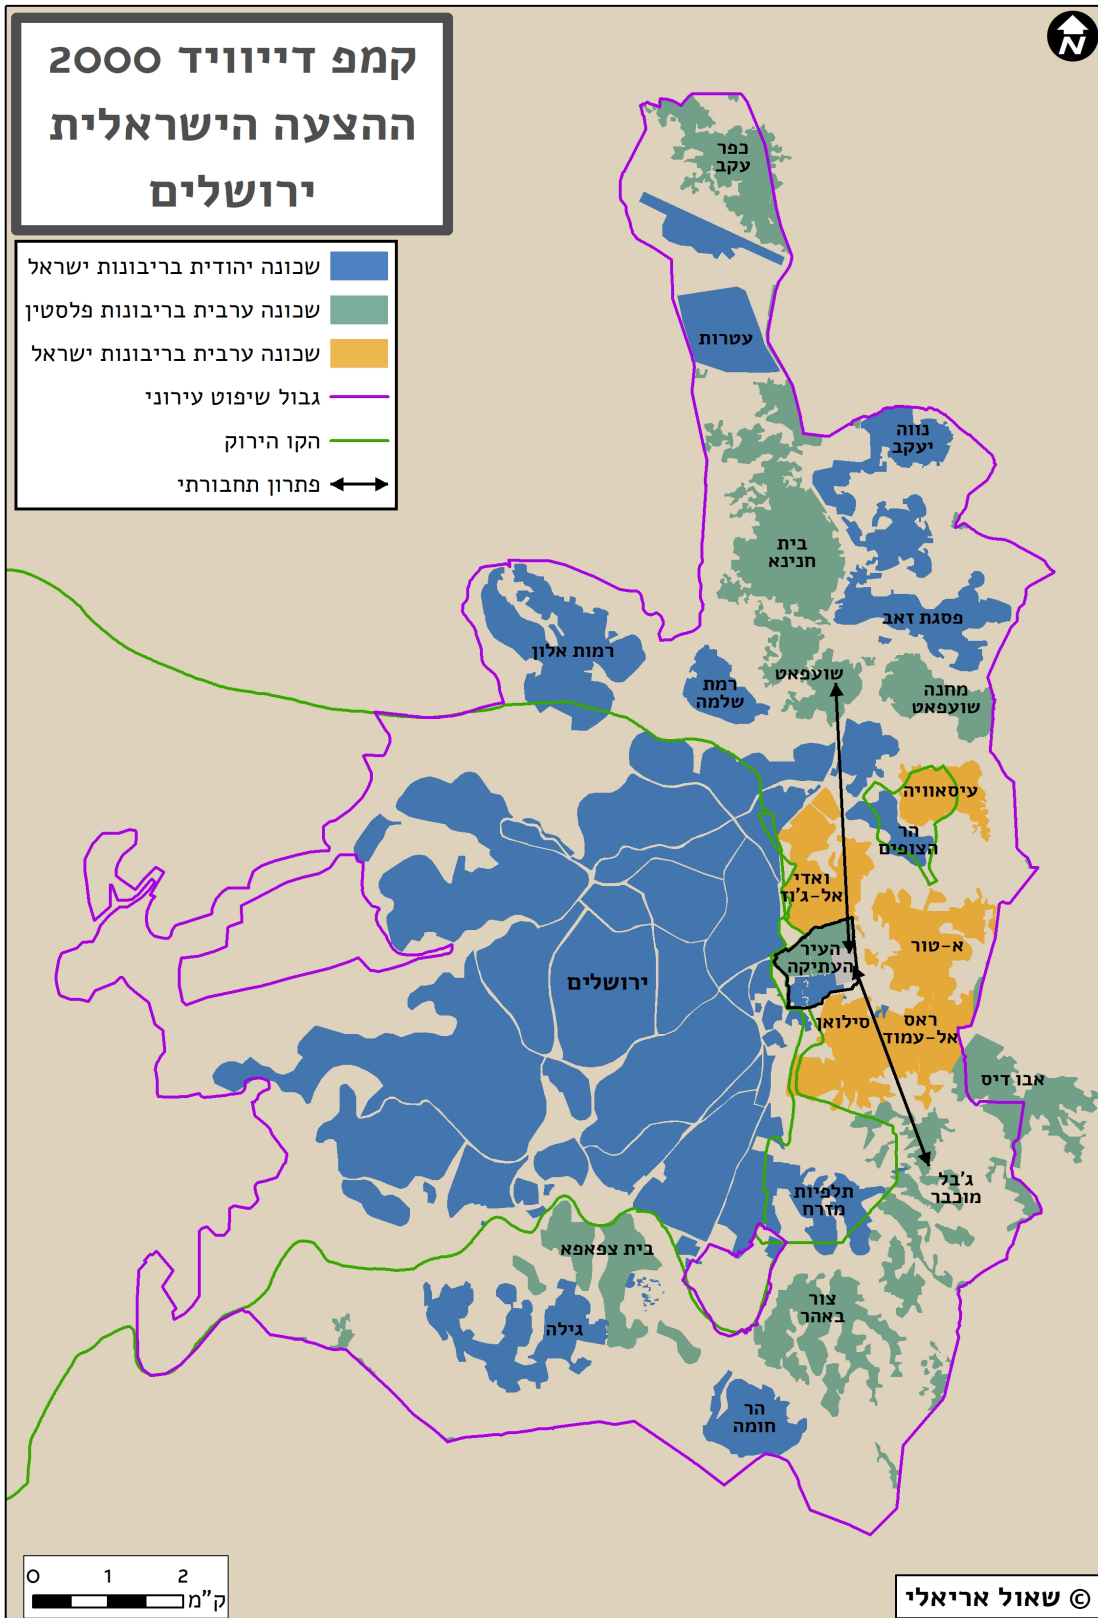 N
קמפ דייוויד 2000
ההצעה הישראלית
ירושלים
שכונה יהודית בריבונות ישראל
שכונה ערבית בריבונות פלסטין
שכונה ערבית בריבונות ישראל
גבול שיפוט עירוני
הקו הירוק
פתרון תחבורתי
כפר
עקב
עטרות
נווה
יעקב
בית
חנינא
פסגת זאב
רמות אלון
שועפאט
רמת
שלמה
מחנה
שועפאט
עיסאוויה
הר
הצופים
ואדי
אל-ג'וז
א-טור
העיר
העתיקה
ירושלים
סילואן
ראס
אל-עמוד
אבו דיס
ג'בל
מוכבר
תלפיות
מזרח
בית צפאפא
צור
באהר
גילה
הר
חומה
0 1 2
ק"מ
© שאול אריאלי